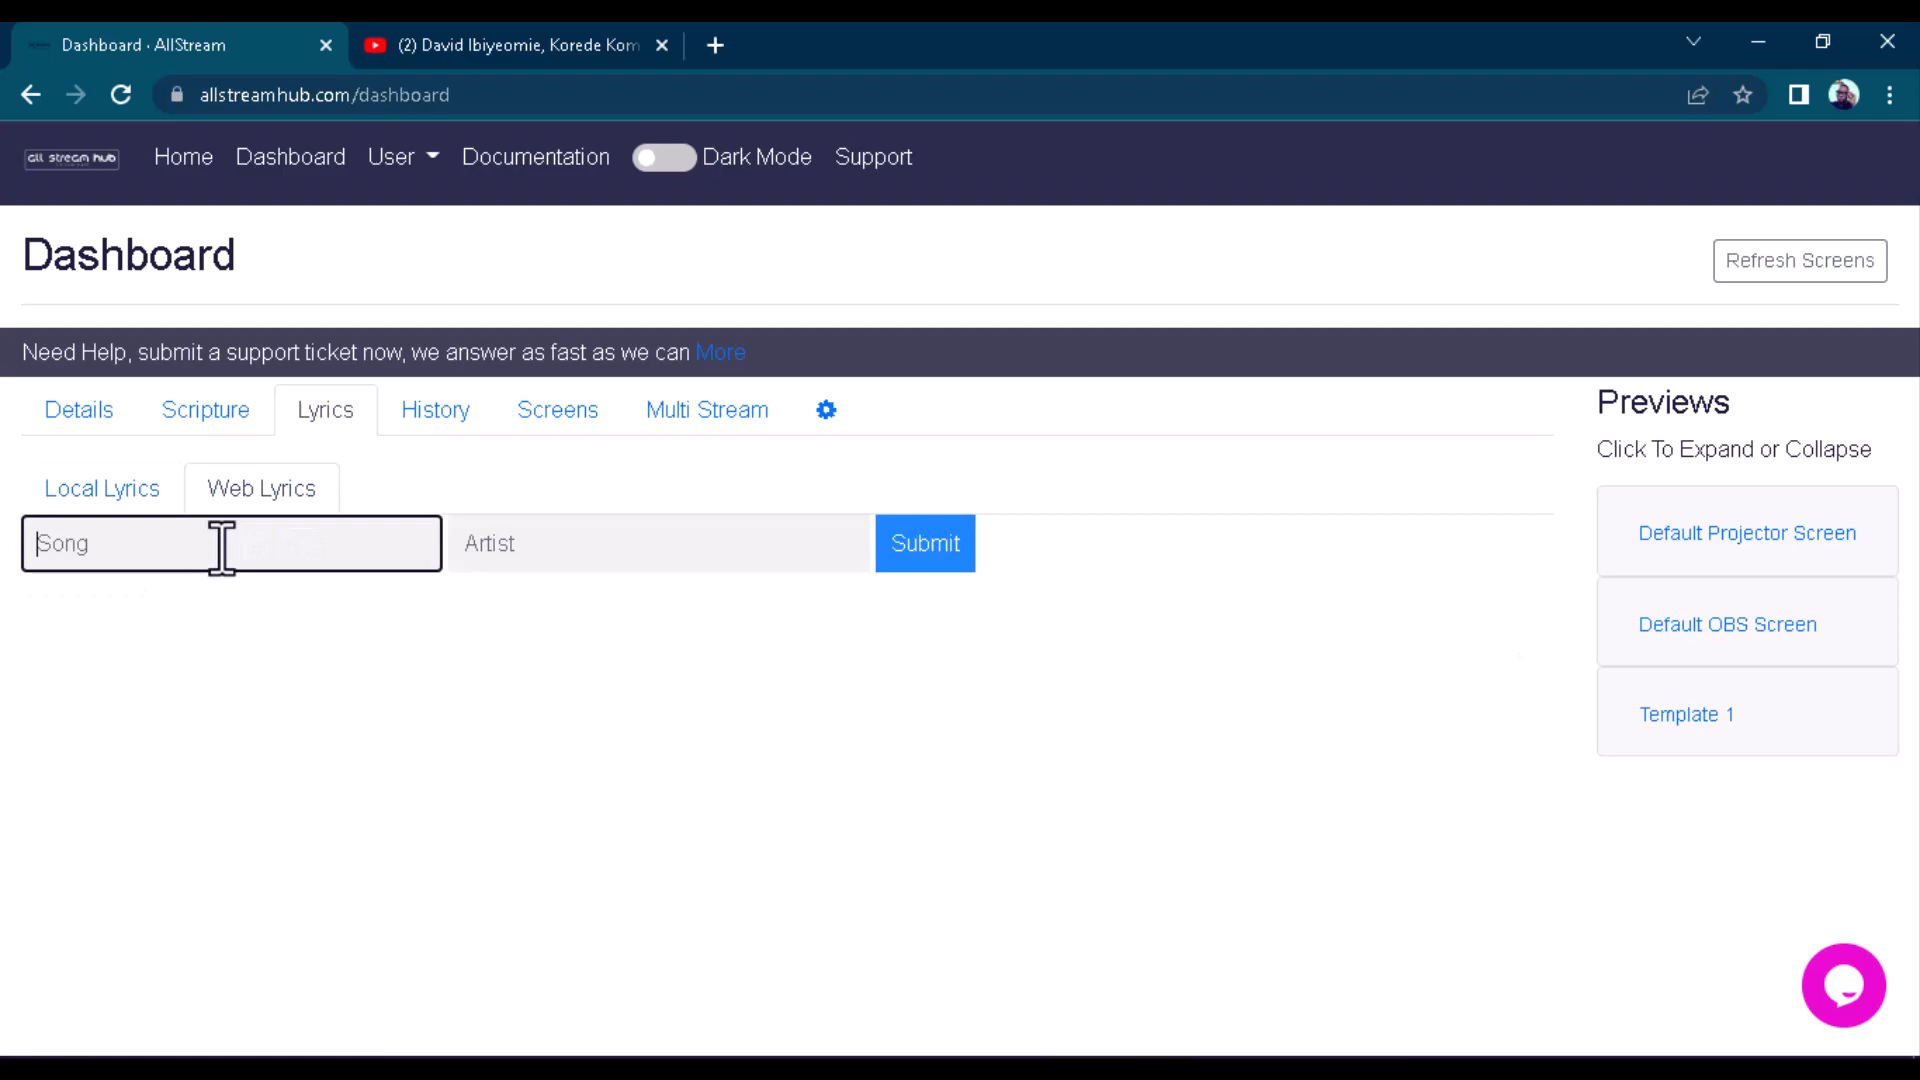 Dashboard · AllStream
(2) David Ibiyeomie, Korede Kom
allstreamhub.com/dashboard
all stream hub
Home
Dashboard
User
Documentation
Dark Mode
Support
Dashboard
Refresh Screens
Need Help, submit a support ticket now, we answer as fast as we can More
Details
Scripture
Lyrics
History
Screens
Multi Stream
Local Lyrics
Web Lyrics
Song
Artist
Submit
Previews
Click To Expand or Collapse
Default Projector Screen
Default OBS Screen
Template 1